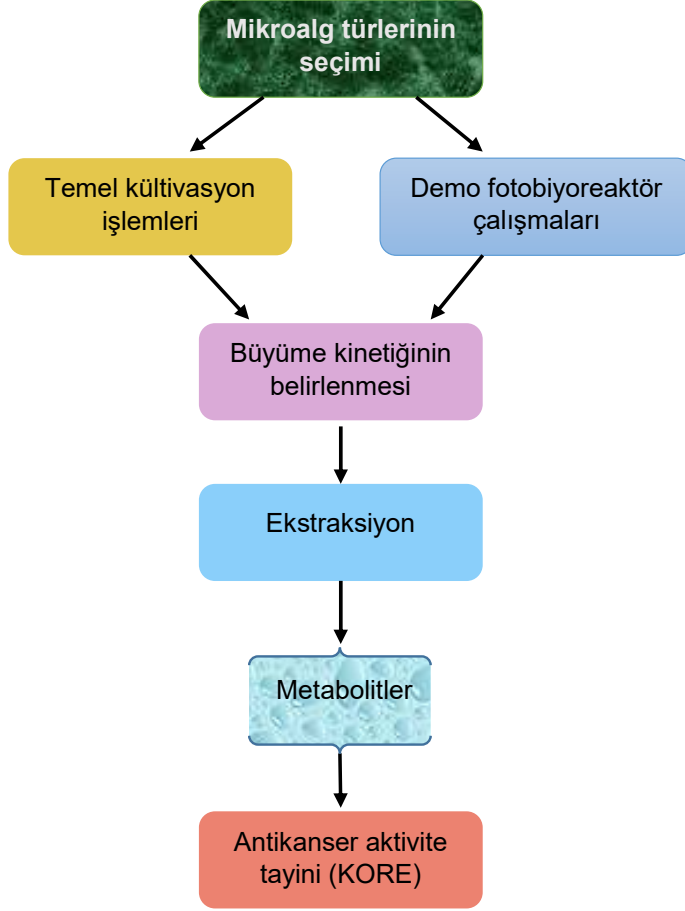 Mikroalg türlerinin
seçimi
Temel kültivasyon
işlemleri
Demo fotobiyoreaktör
çalışmaları
Büyüme kinetiğinin
belirlenmesi
Ekstraksiyon
Metabolitler
Antikanser aktivite
tayini (KORE)